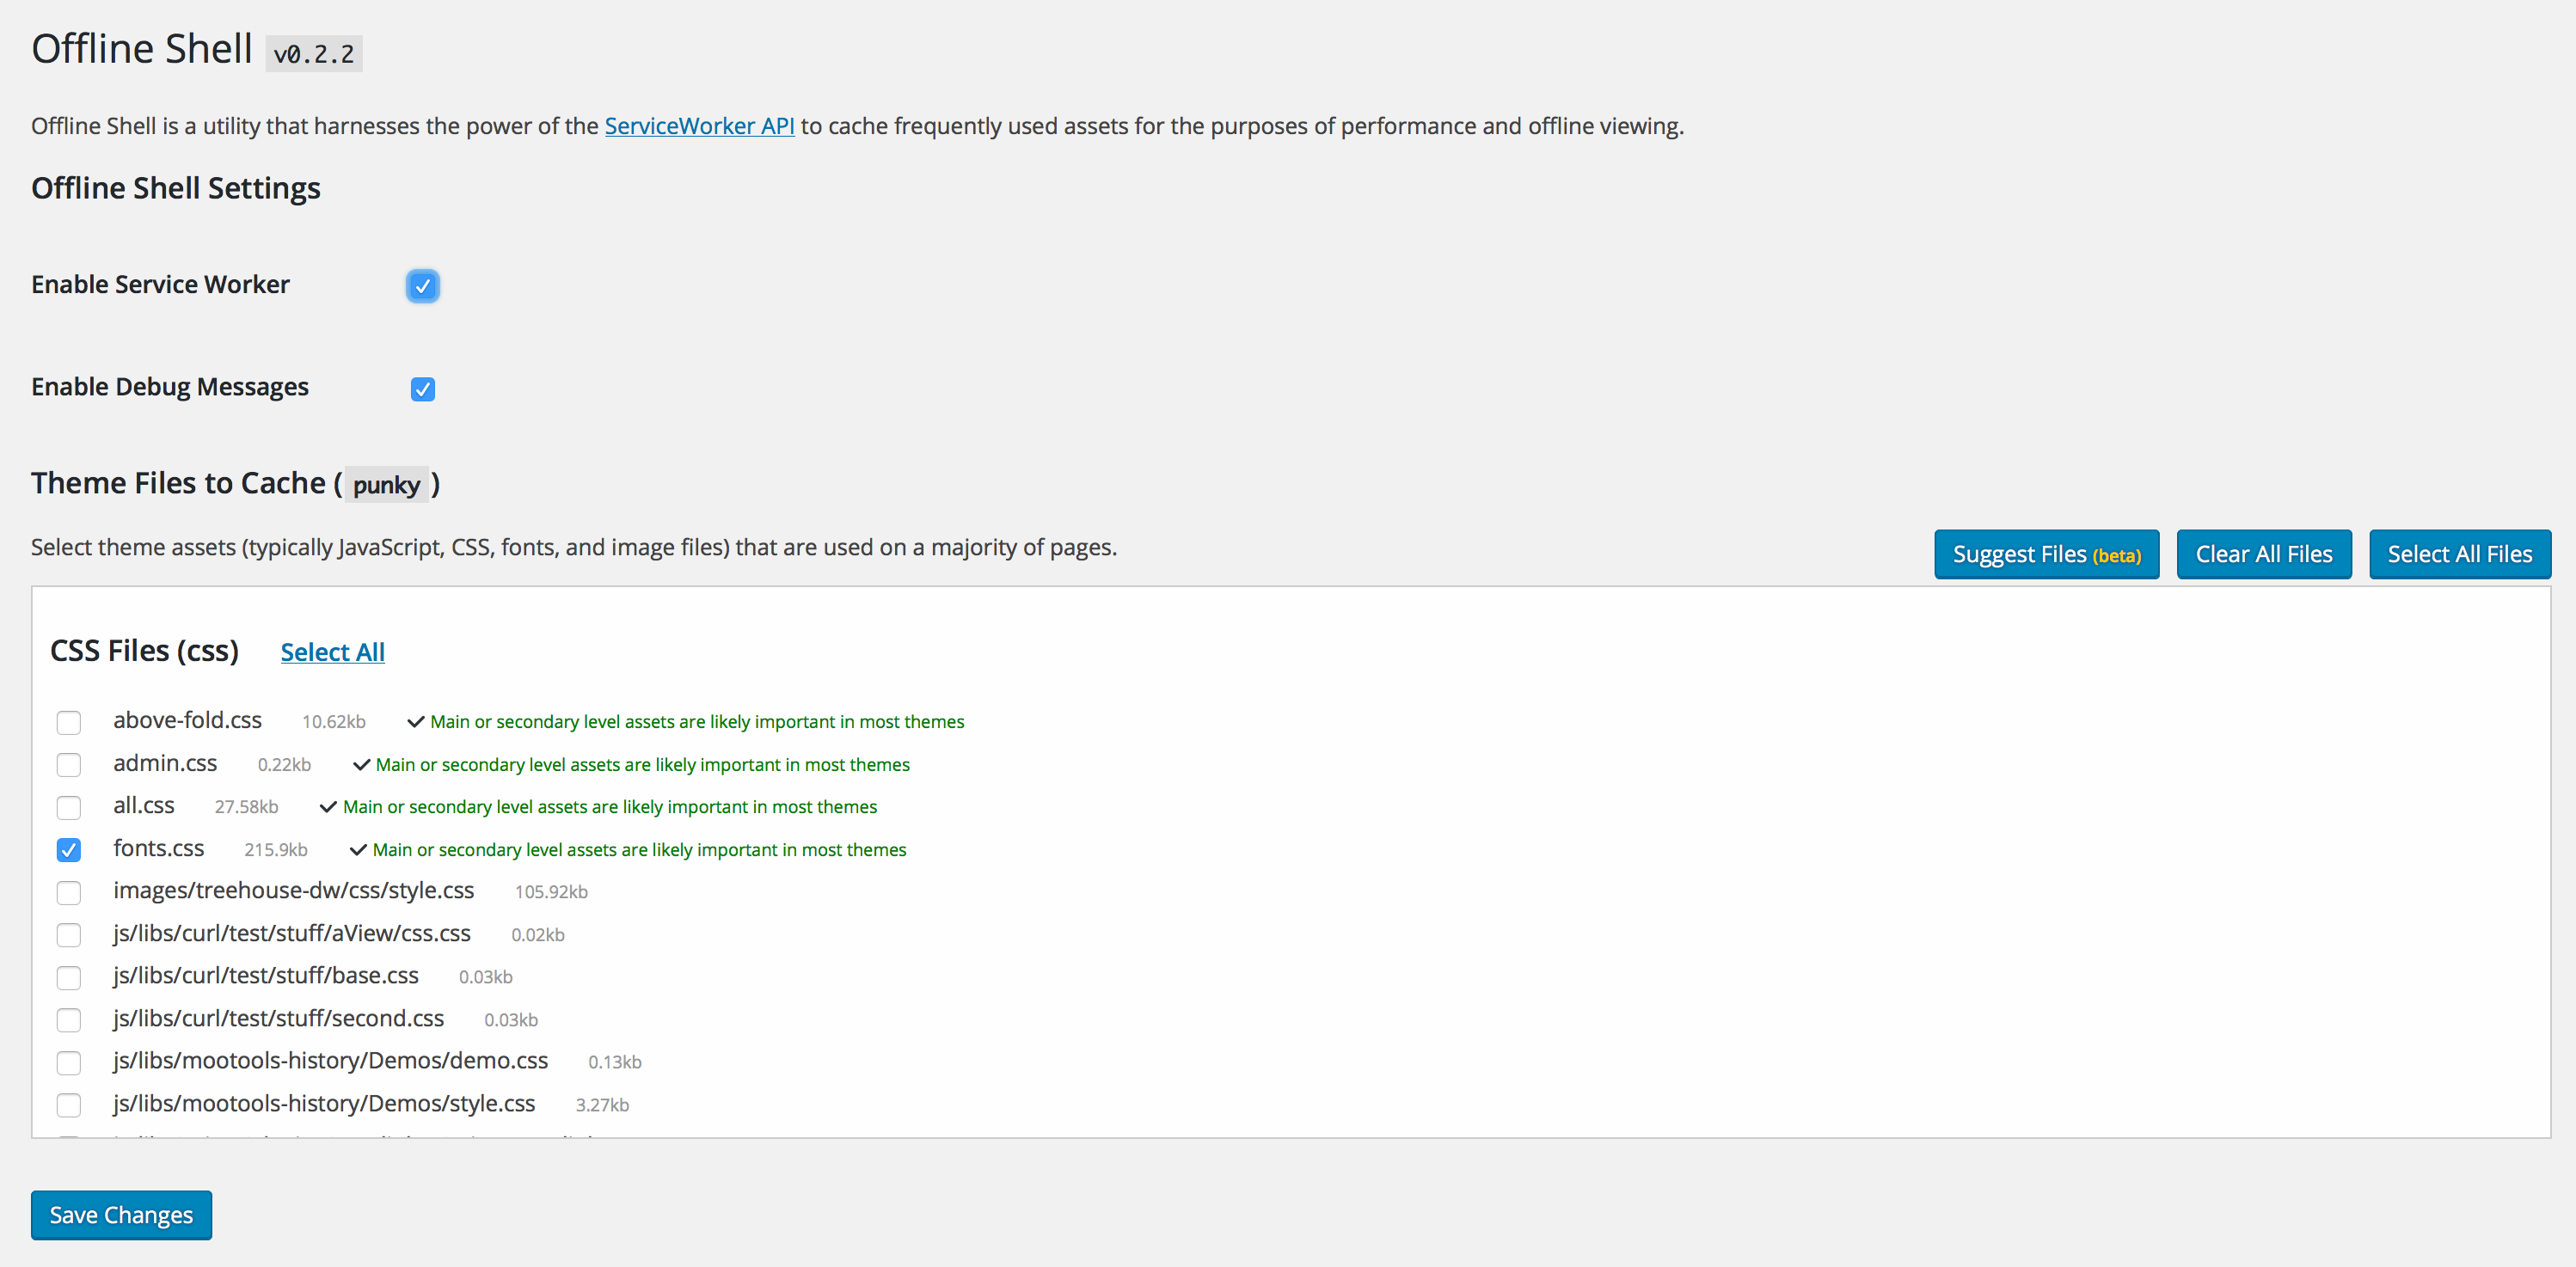 Offline Shell v0.2.2
Offline Shell is a utility that harnesses the power of the ServiceWorker API to cache frequently used assets for the purposes of performance and offline viewing.
Offline Shell Settings
Enable Service Worker
Enable Debug Messages
Theme Files to Cache ( punky )
Select theme assets (typically JavaScript, CSS, fonts, and image files) that are used on a majority of pages.
Suggest Files (beta)
Clear All Files
Select All Files
CSS Files (css) Select All
above-fold.css 10.62kb Main or secondary level assets are likely important in most themes
admin.css 0.22kb Main or secondary level assets are likely important in most themes
all.css 27.58kb Main or secondary level assets are likely important in most themes
fonts.css 215.9kb Main or secondary level assets are likely important in most themes
images/treehouse-dw/css/style.css 105.92kb
js/libs/curl/test/stuff/aView/css.css 0.02kb
js/libs/curl/test/stuff/base.css 0.03kb
js/libs/curl/test/stuff/second.css 0.03kb
js/libs/mootools-history/Demos/demo.css 0.13kb
js/libs/mootools-history/Demos/style.css 3.27kb
Save Changes